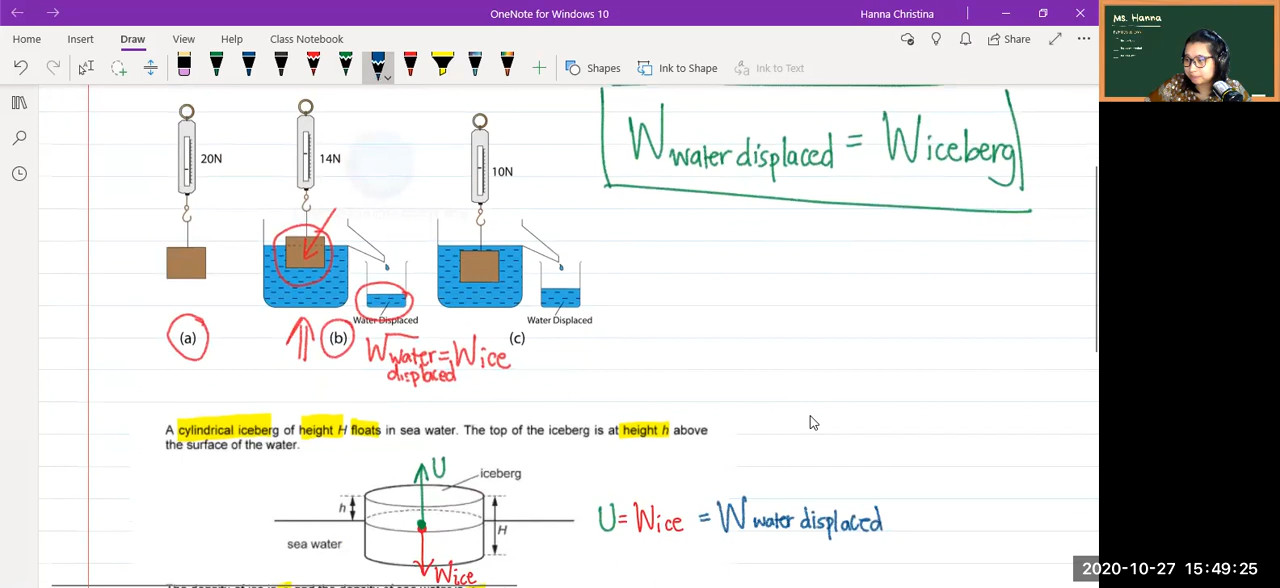 OneNote for Windows 10
Hanna Christina
Home Insert Draw View Help Class Notebook
Share
Shapes Ink to Shape Ink to Text
Ms. Hanna
20N 14N 10N
W water displaced = W iceberg
Water Displaced Water Displaced
(a) (b) (c)
W water displaced = W ice
A cylindrical iceberg of height H floats in sea water. The top of the iceberg is at height h above
the surface of the water.
U
iceberg
h
H
sea water
W ice
U = W ice = W water displaced
2020-10-27 15:49:25